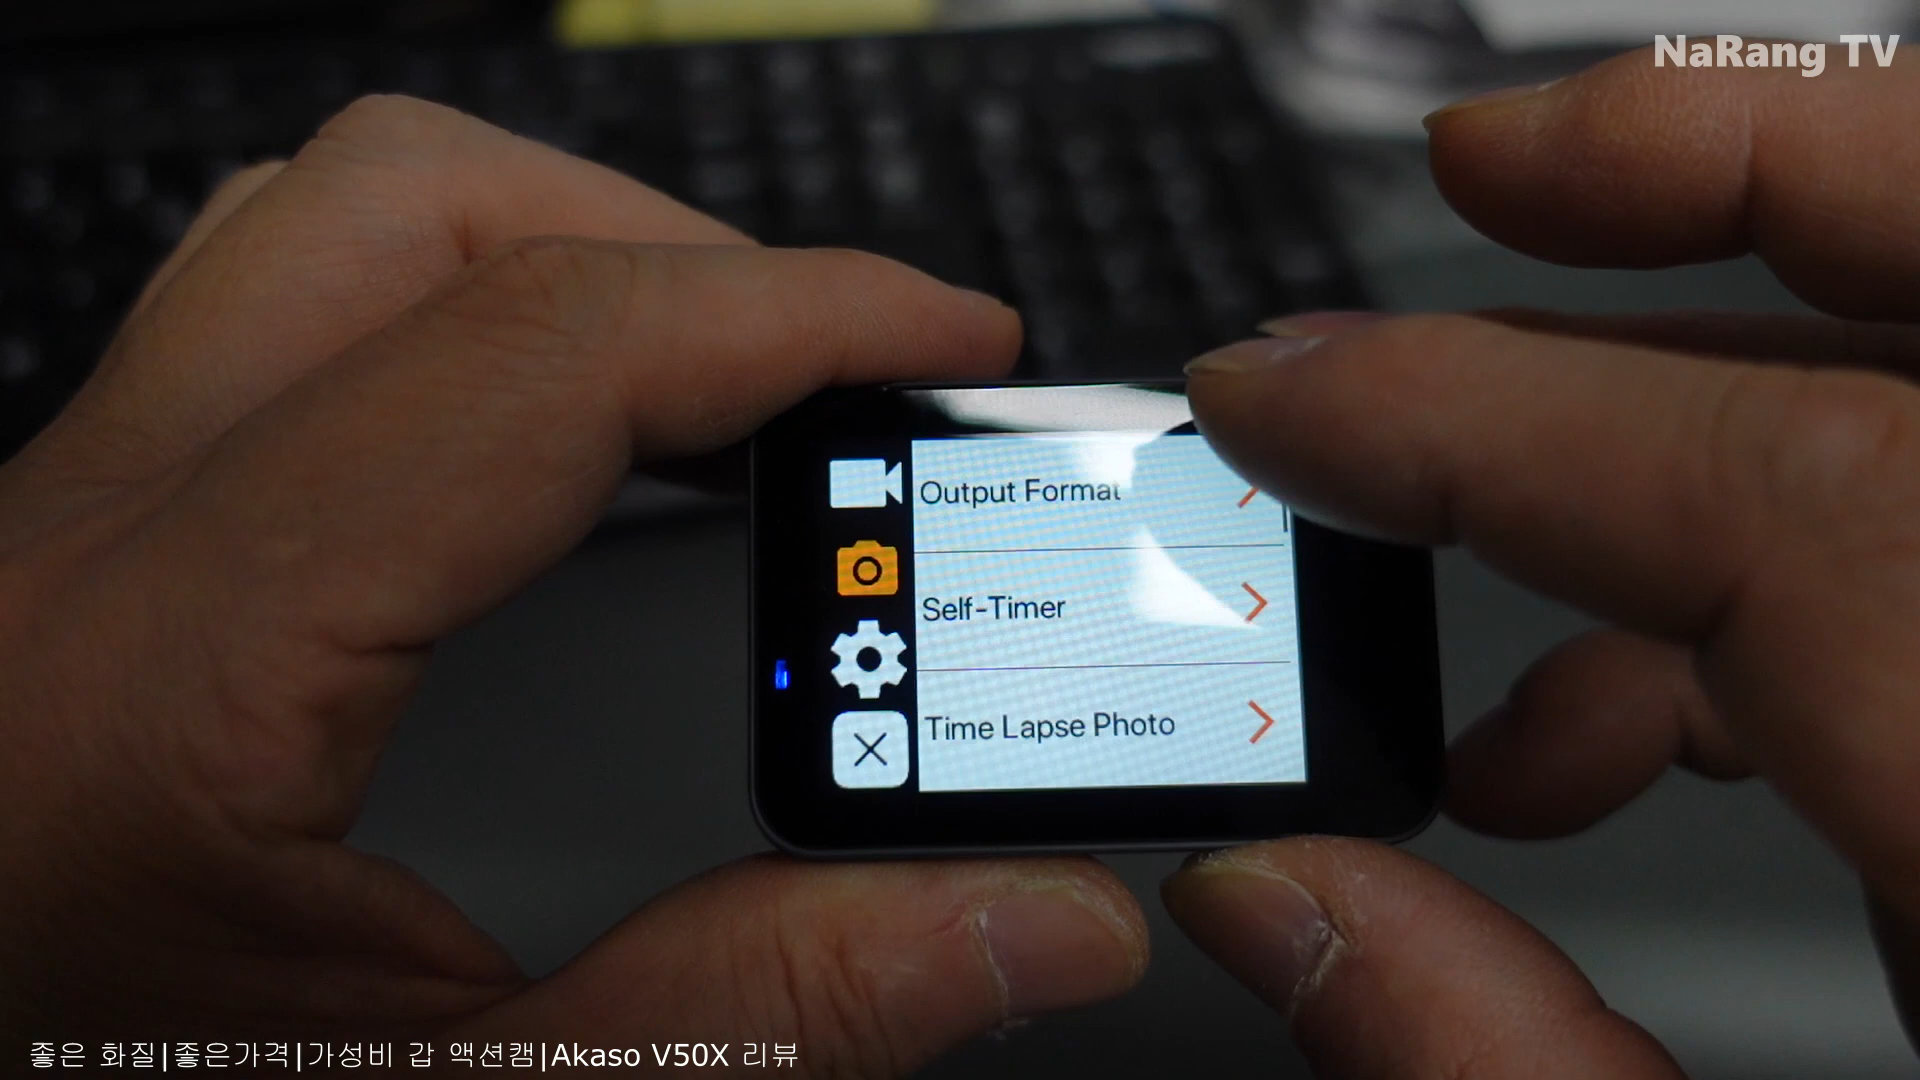 NaRang TV
Output Format
Self-Timer
Time Lapse Photo
좋은 화질|좋은가격|가성비 갑 액션캠|Akaso V50X 리뷰